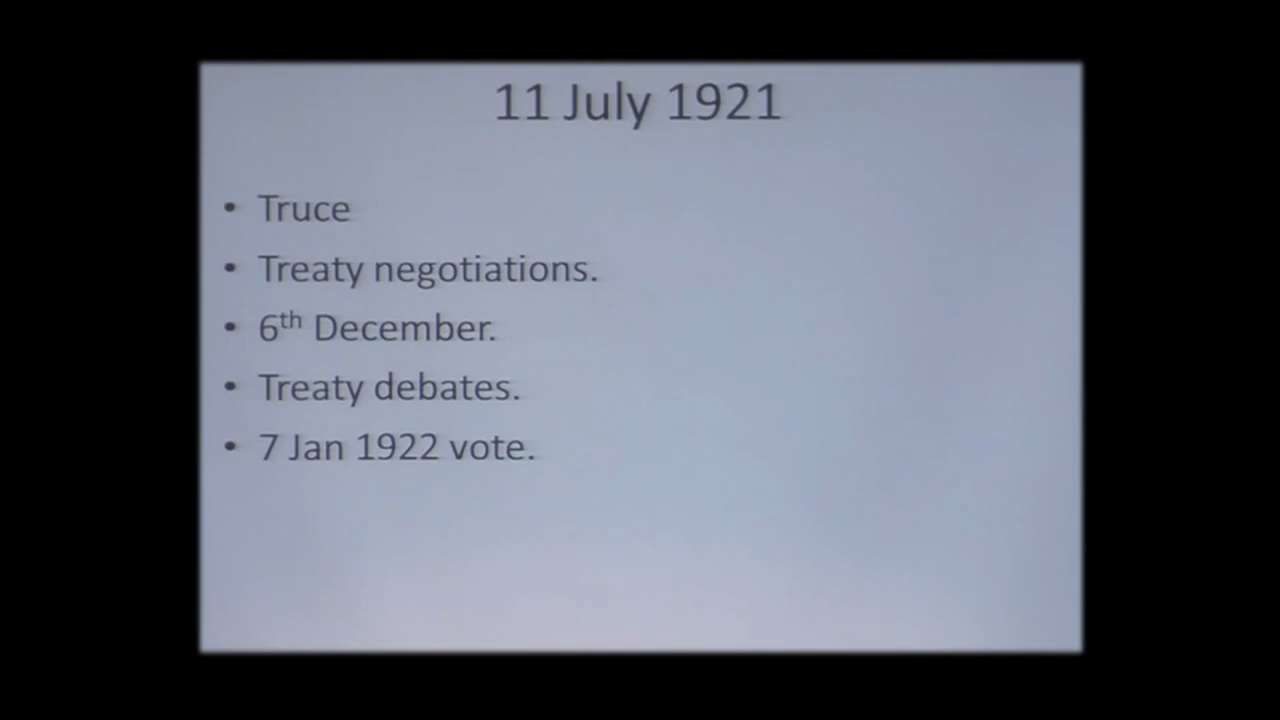 11 July 1921
• Truce
• Treaty negotiations.
• 6th December.
• Treaty debates.
• 7 Jan 1922 vote.